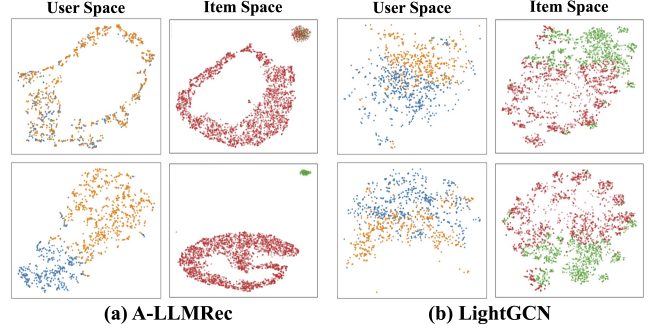 User Space Item Space User Space Item Space
(a) A-LLMRec (b) LightGCN